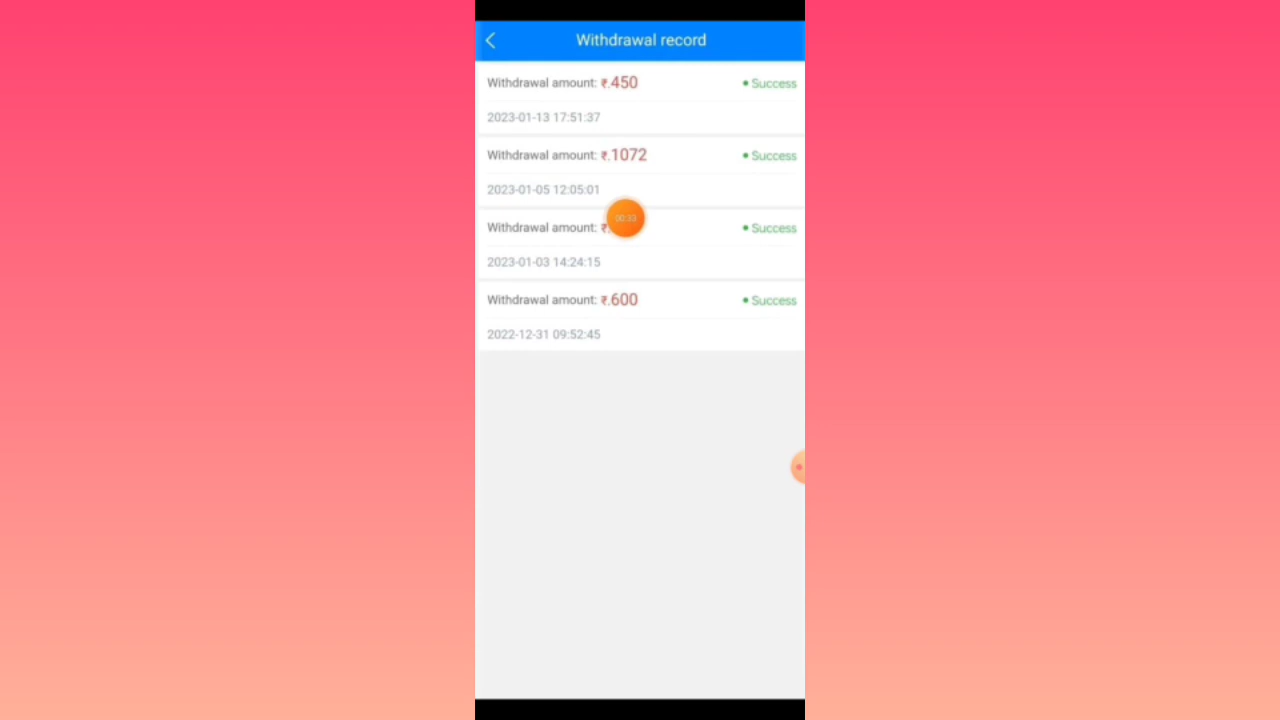 Withdrawal record
Withdrawal amount: ₹.450
Success
2023-01-13 17:51:37
Withdrawal amount: ₹.1072
Success
2023-01-05 12:05:01
00:33
Withdrawal amount: ₹.
Success
2023-01-03 14:24:15
Withdrawal amount: ₹.600
Success
2022-12-31 09:52:45